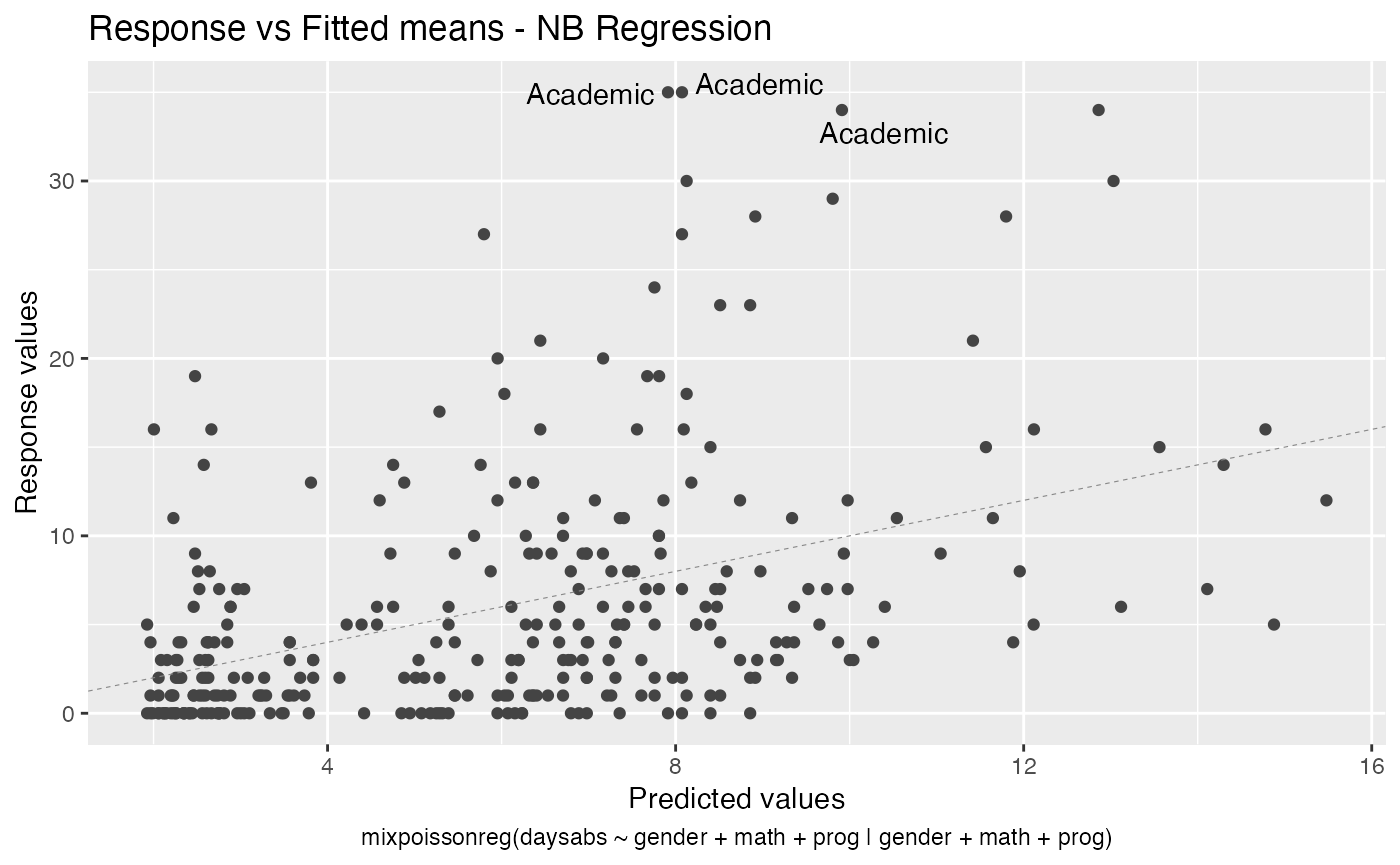 Response vs Fitted means - NB Regression
Academic
Academic
Academic
30
20
10
0
Response values
4
8
12
16
Predicted values
mixpoissonreg(daysabs ~ gender + math + prog | gender + math + prog)